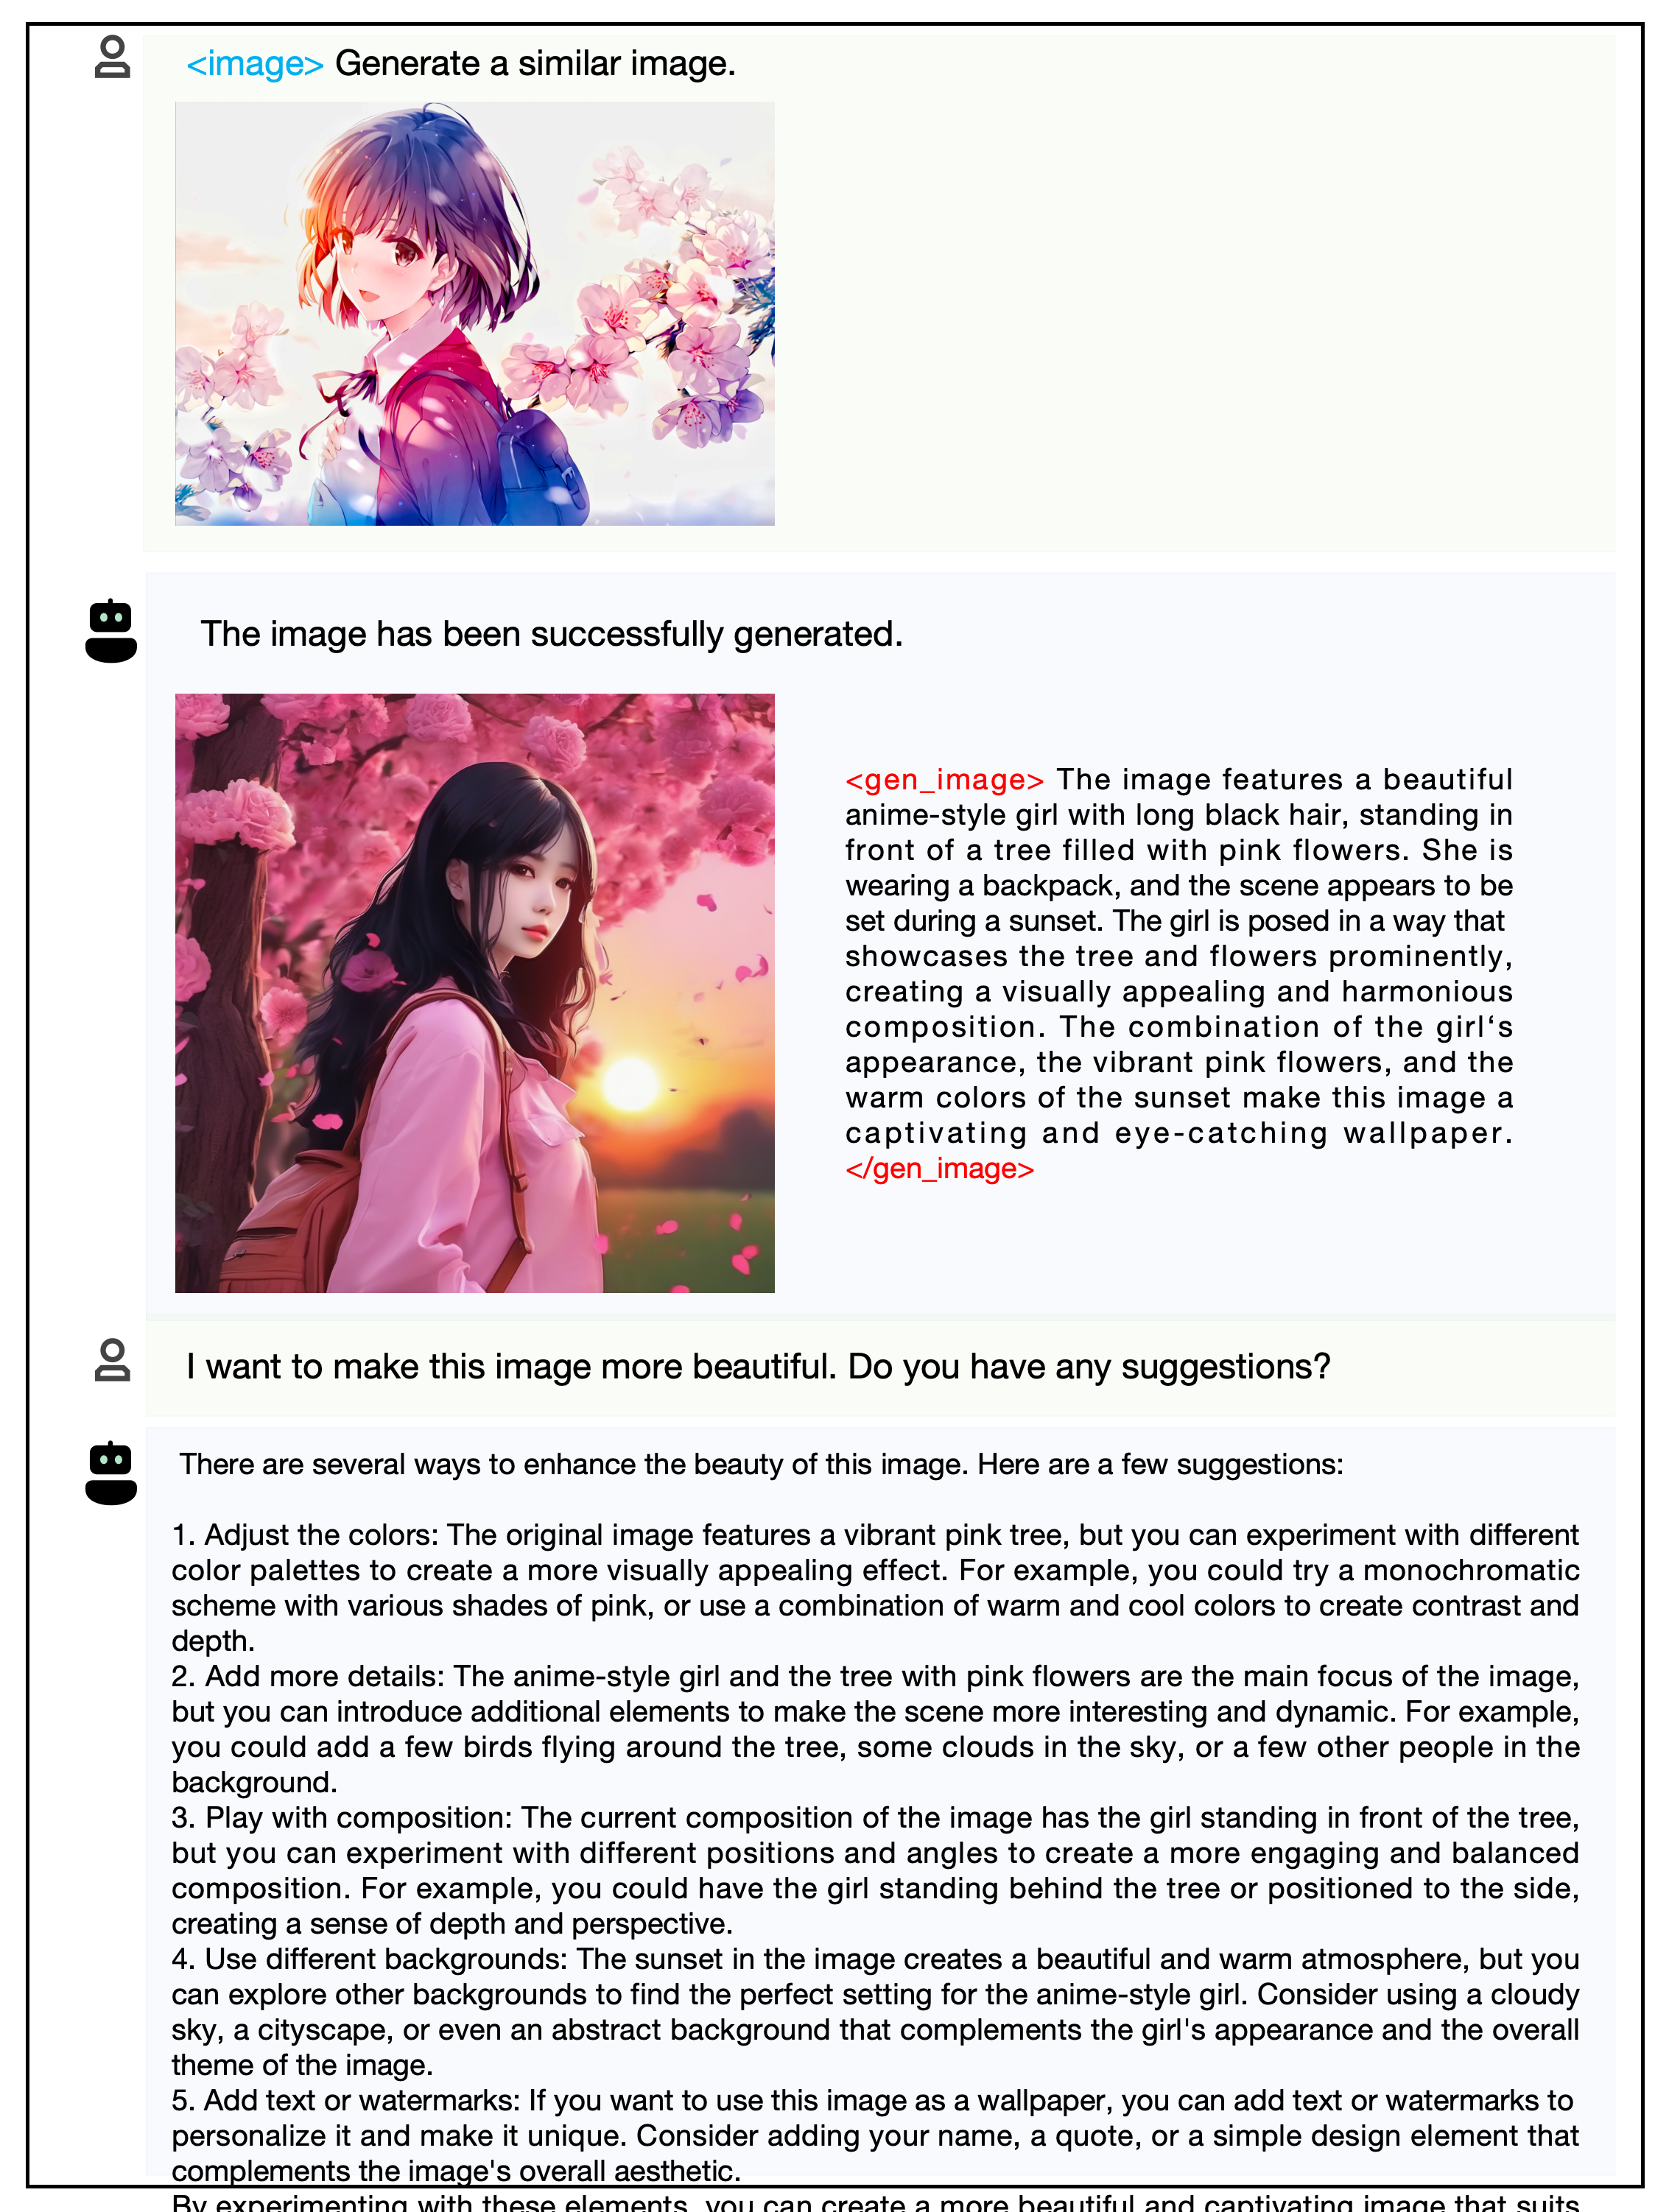 <image> Generate a similar image.
The image has been successfully generated.
<gen_image> The image features a beautiful
anime-style girl with long black hair, standing in
front of a tree filled with pink flowers. She is
wearing a backpack, and the scene appears to be
set during a sunset. The girl is posed in a way that
showcases the tree and flowers prominently,
creating a visually appealing and harmonious
composition. The combination of the girl‘s
appearance, the vibrant pink flowers, and the
warm colors of the sunset make this image a
captivating and eye-catching wallpaper.
</gen_image>
I want to make this image more beautiful. Do you have any suggestions?
There are several ways to enhance the beauty of this image. Here are a few suggestions:
1. Adjust the colors: The original image features a vibrant pink tree, but you can experiment with different
color palettes to create a more visually appealing effect. For example, you could try a monochromatic
scheme with various shades of pink, or use a combination of warm and cool colors to create contrast and
depth.
2. Add more details: The anime-style girl and the tree with pink flowers are the main focus of the image,
but you can introduce additional elements to make the scene more interesting and dynamic. For example,
you could add a few birds flying around the tree, some clouds in the sky, or a few other people in the
background.
3. Play with composition: The current composition of the image has the girl standing in front of the tree,
but you can experiment with different positions and angles to create a more engaging and balanced
composition. For example, you could have the girl standing behind the tree or positioned to the side,
creating a sense of depth and perspective.
4. Use different backgrounds: The sunset in the image creates a beautiful and warm atmosphere, but you
can explore other backgrounds to find the perfect setting for the anime-style girl. Consider using a cloudy
sky, a cityscape, or even an abstract background that complements the girl's appearance and the overall
theme of the image.
5. Add text or watermarks: If you want to use this image as a wallpaper, you can add text or watermarks to
personalize it and make it unique. Consider adding your name, a quote, or a simple design element that
complements the image's overall aesthetic.
By experimenting with these elements, you can create a more beautiful and captivating image that suits